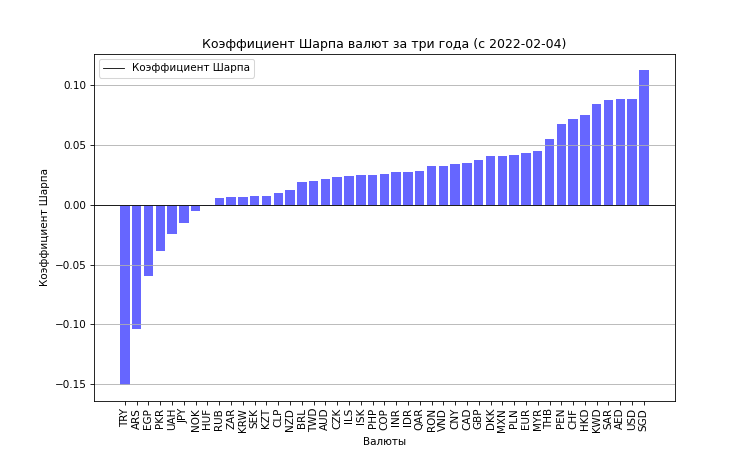 Коэффициент Шарпа валют за три года (с 2022-02-04)
Коэффициент Шарпа
Коэффициент Шарпа
0.10
0.05
0.00
−0.05
−0.10
−0.15
TRY
ARS
EGP
PKR
UAH
JPY
NOK
HUF
RUB
ZAR
KRW
SEK
KZT
CLP
NZD
BRL
TWD
AUD
CZK
ILS
ISK
PHP
COP
INR
IDR
QAR
RON
VND
CNY
CAD
GBP
DKK
MXN
PLN
EUR
MYR
THB
PEN
CHF
HKD
KWD
SAR
AED
USD
SGD
Валюты